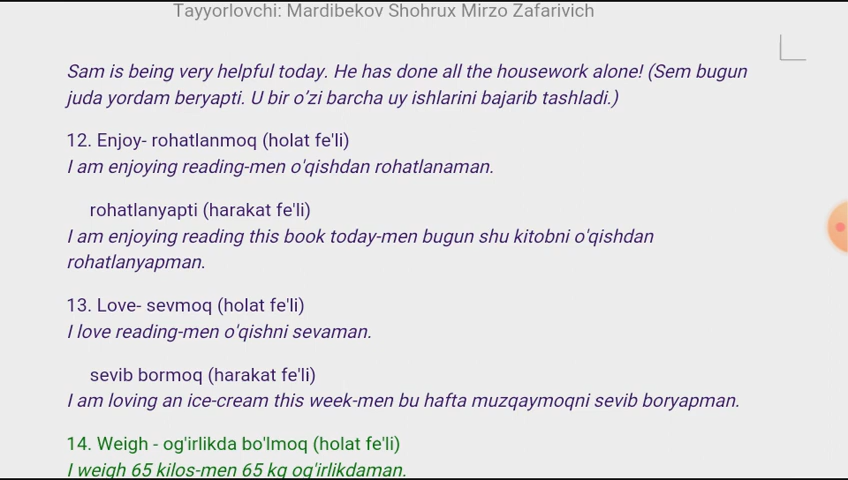 Tayyorlovchi: Mardibekov Shohrux Mirzo Zafarivich
Sam is being very helpful today. He has done all the housework alone! (Sem bugun
juda yordam beryapti. U bir o’zi barcha uy ishlarini bajarib tashladi.)
12. Enjoy- rohatlanmoq (holat fe'li)
I am enjoying reading-men o'qishdan rohatlanaman.
rohatlanyapti (harakat fe'li)
I am enjoying reading this book today-men bugun shu kitobni o'qishdan
rohatlanyapman.
13. Love- sevmoq (holat fe'li)
I love reading-men o'qishni sevaman.
sevib bormoq (harakat fe'li)
I am loving an ice-cream this week-men bu hafta muzqaymoqni sevib boryapman.
14. Weigh - og'irlikda bo'lmoq (holat fe'li)
I weigh 65 kilos-men 65 kg og'irlikdaman.